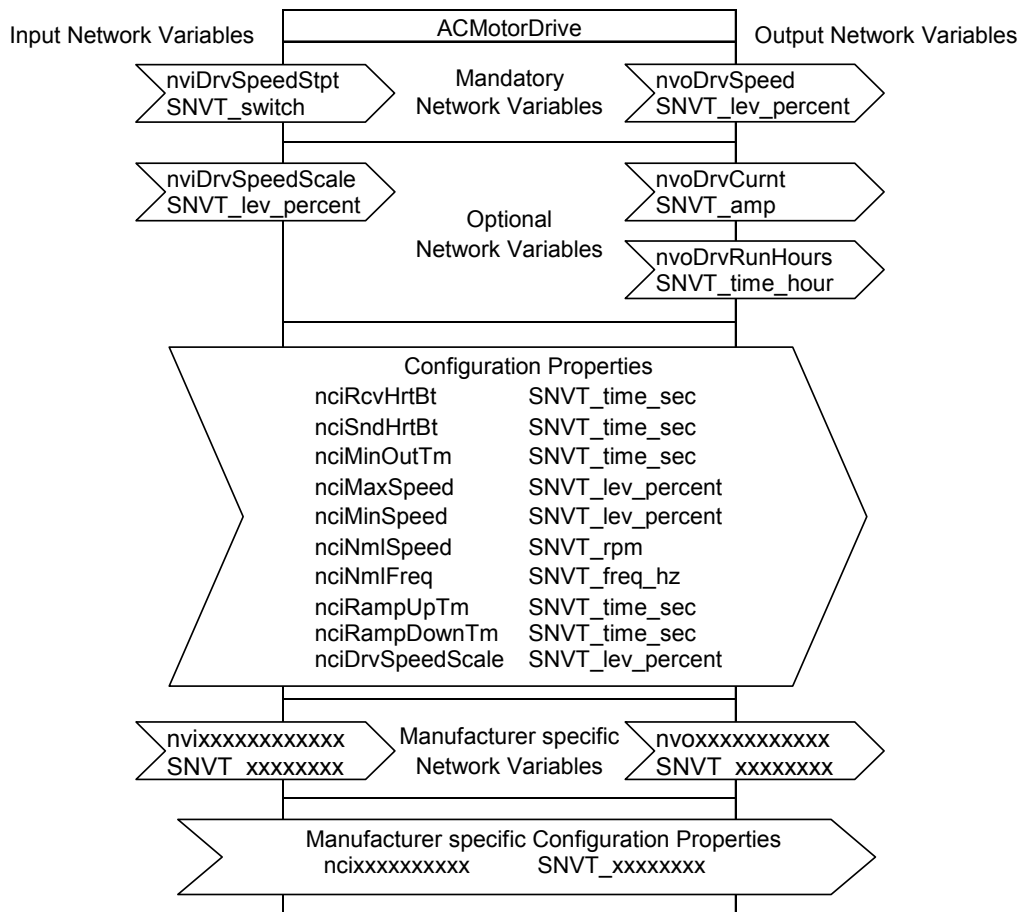 Input Network Variables
ACMotorDrive
Output Network Variables
nviDrvSpeedStpt
SNVT_switch
Mandatory
Network Variables
nvoDrvSpeed
SNVT_lev_percent
nviDrvSpeedScale
SNVT_lev_percent
Optional
Network Variables
nvoDrvCurnt
SNVT_amp
nvoDrvRunHours
SNVT_time_hour
Configuration Properties
nciRcvHrtBt SNVT_time_sec
nciSndHrtBt SNVT_time_sec
nciMinOutTm SNVT_time_sec
nciMaxSpeed SNVT_lev_percent
nciMinSpeed SNVT_lev_percent
nciNmlSpeed SNVT_rpm
nciNmlFreq SNVT_freq_hz
nciRampUpTm SNVT_time_sec
nciRampDownTm SNVT_time_sec
nciDrvSpeedScale SNVT_lev_percent
nvixxxxxxxxxxxx
SNVT_xxxxxxxx
Manufacturer specific
Network Variables
nvoxxxxxxxxxxx
SNVT_xxxxxxxx
Manufacturer specific Configuration Properties
ncixxxxxxxxxx SNVT_xxxxxxxx